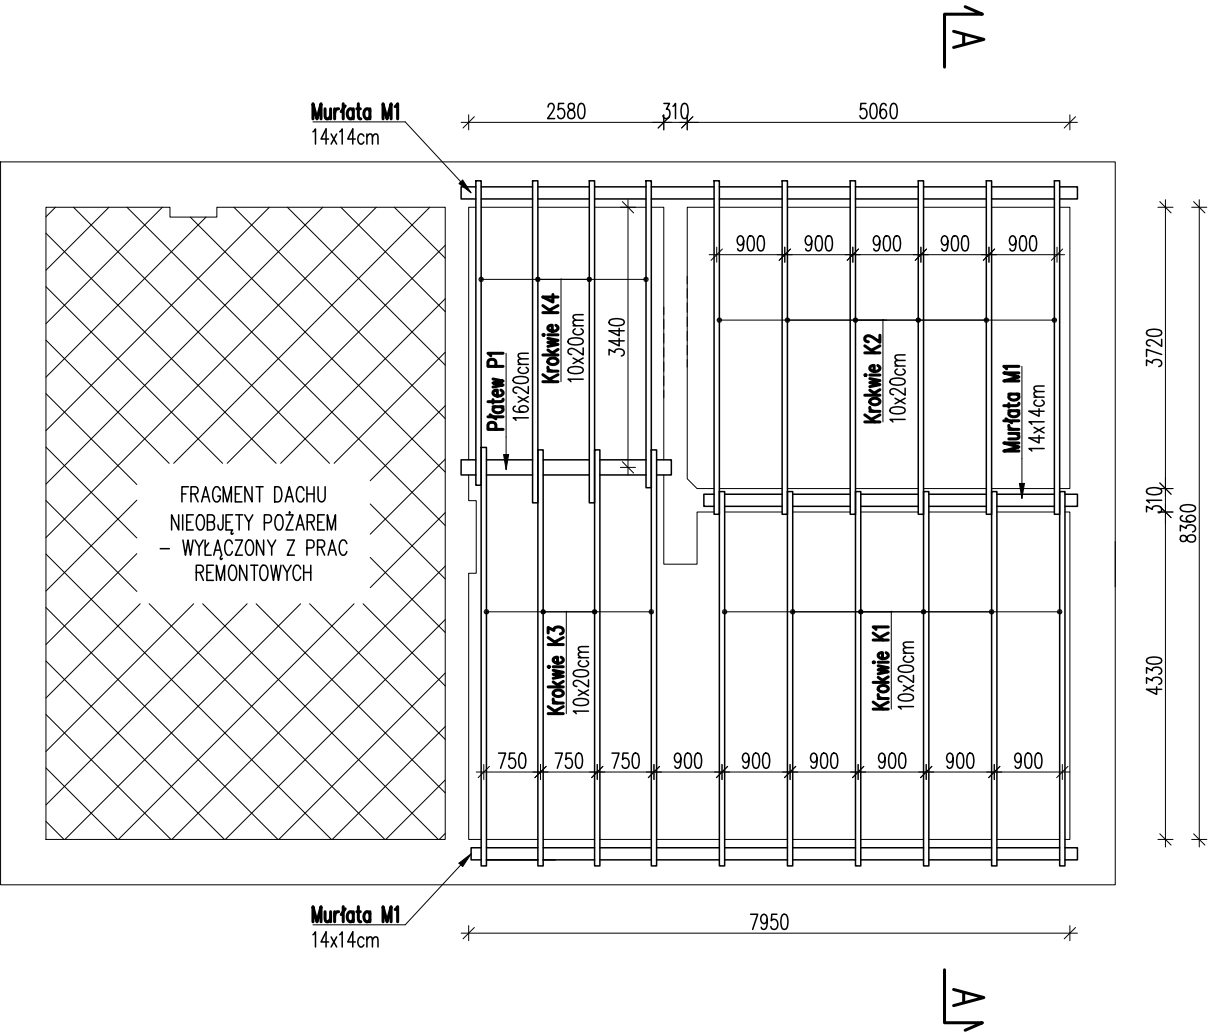 A
2580
310
5060
Murłata M1
14x14cm
900
900
900
900
900
Krokwie K4
10x20cm
3440
Płatew P1
16x20cm
Krokwie K2
10x20cm
Murłata M1
14x14cm
3720
310
8360
4330
FRAGMENT DACHU
NIEOBJĘTY POŻAREM
– WYŁĄCZONY Z PRAC
REMONTOWYCH
Krokwie K3
10x20cm
Krokwie K1
10x20cm
750
750
750
900
900
900
900
900
900
Murłata M1
14x14cm
7950
A